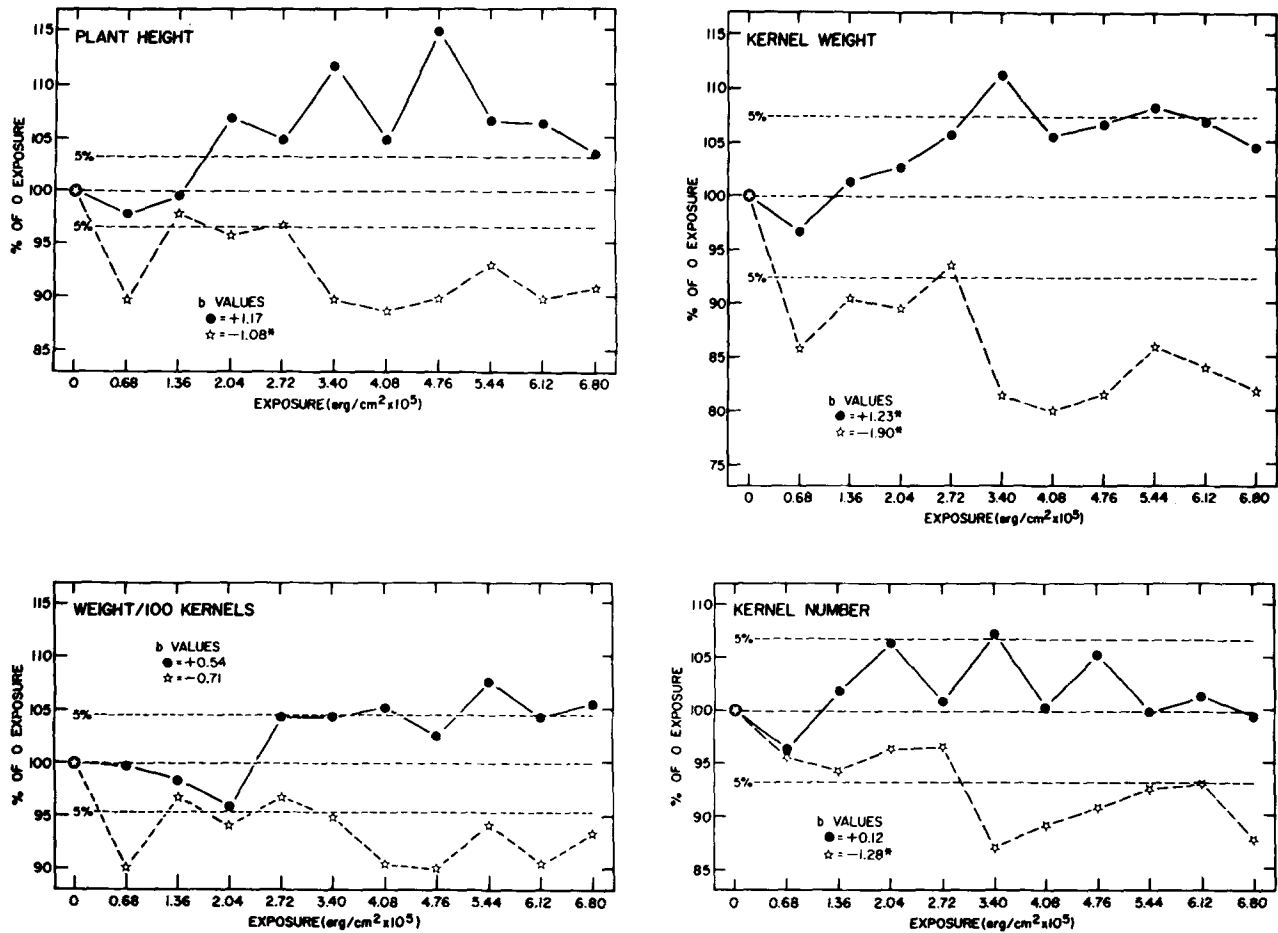 PLANT HEIGHT
115
110
105
100
95
90
85
5%
5%
% OF 0 EXPOSURE
b VALUES
● = +1.17
☆ = −1.08*
0 0.68 1.36 2.04 2.72 3.40 4.08 4.76 5.44 6.12 6.80
EXPOSURE(erg/cm²x10⁵)
KERNEL WEIGHT
115
110
105
100
95
90
85
80
75
5%
5%
% OF 0 EXPOSURE
b VALUES
● = +1.23*
☆ = −1.90*
0 0.68 1.36 2.04 2.72 3.40 4.08 4.76 5.44 6.12 6.80
EXPOSURE(erg/cm²x10⁵)
WEIGHT/100 KERNELS
115
110
105
100
95
90
5%
5%
% OF 0 EXPOSURE
b VALUES
● = +0.54
☆ = −0.71
0 0.68 1.36 2.04 2.72 3.40 4.08 4.76 5.44 6.12 6.80
EXPOSURE(erg/cm²x10⁵)
KERNEL NUMBER
110
105
100
95
90
85
5%
5%
% OF 0 EXPOSURE
b VALUES
● = +0.12
☆ = −1.28*
0 0.68 1.36 2.04 2.72 3.40 4.08 4.76 5.44 6.12 6.80
EXPOSURE(erg/cm²x10⁵)